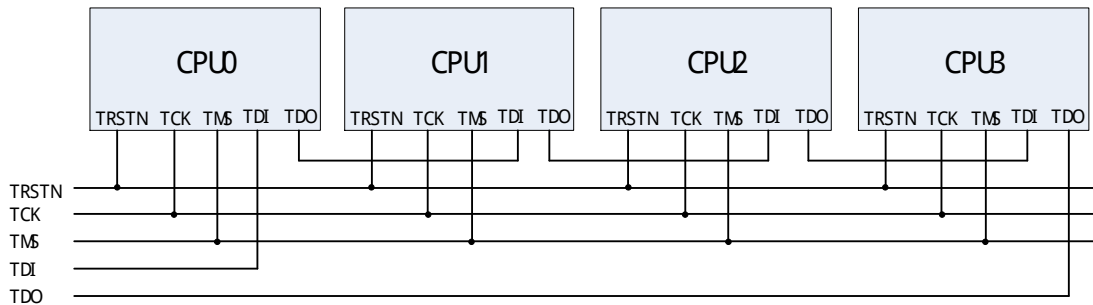 CPU0 CPU1 CPU2 CPU3
TRSTN TCK TMS TDI TDO TRSTN TCK TMS TDI TDO TRSTN TCK TMS TDI TDO TRSTN TCK TMS TDI TDO
TRSTN
TCK
TMS
TDI
TDO